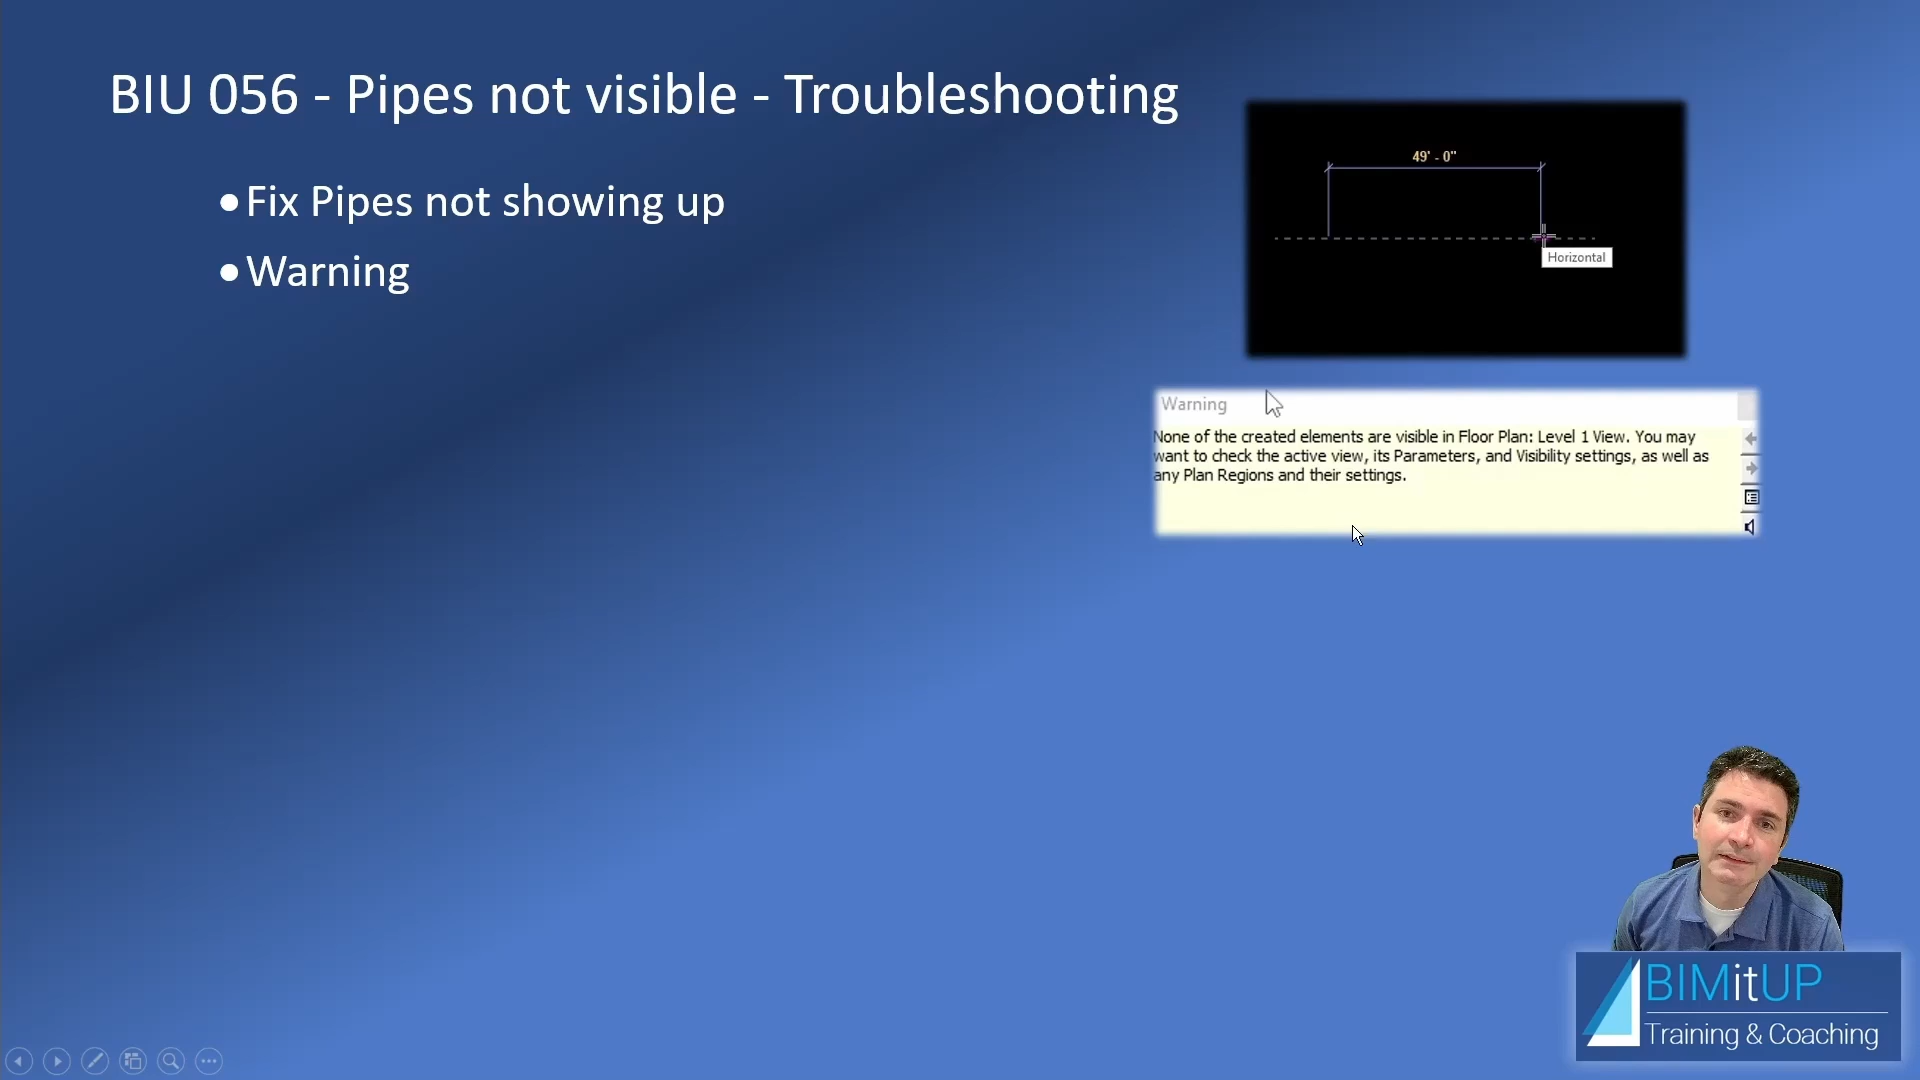 BIU 056 - Pipes not visible - Troubleshooting
•Fix Pipes not showing up
•Warning
49' - 0"
Horizontal
Warning
None of the created elements are visible in Floor Plan: Level 1 View. You may
want to check the active view, its Parameters, and Visibility settings, as well as
any Plan Regions and their settings.
BIMitUP
Training & Coaching